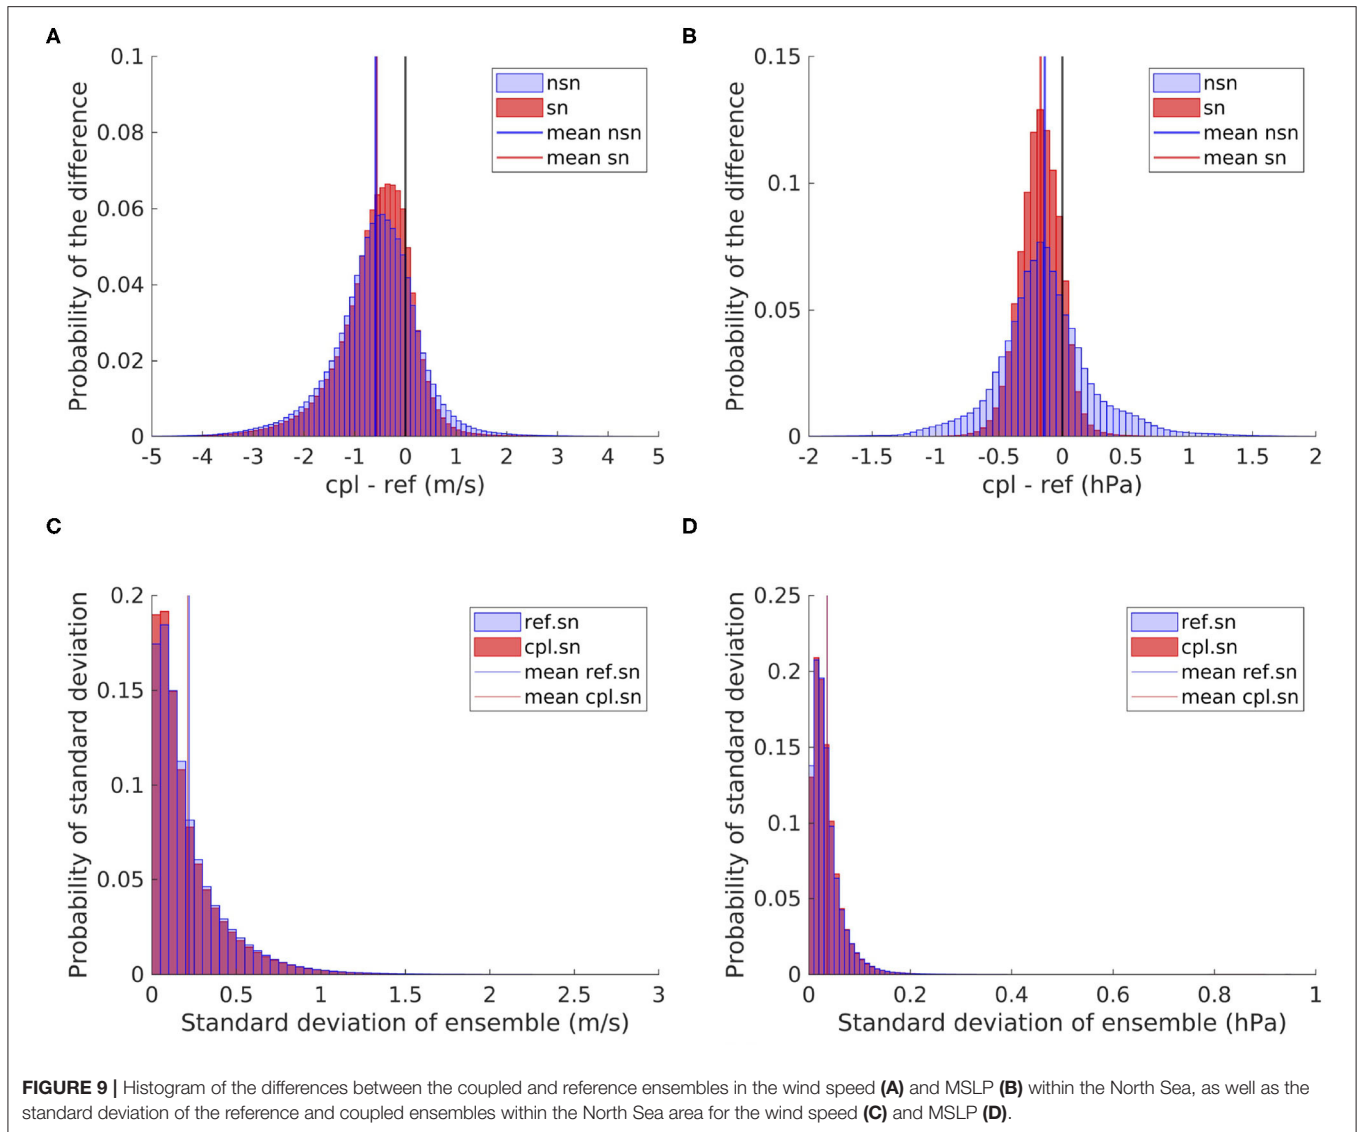 A
Probability of the difference
0.1
0.08
0.06
0.04
0.02
0
-5 -4 -3 -2 -1 0 1 2 3 4 5
cpl - ref (m/s)
nsn
sn
mean nsn
mean sn
B
Probability of the difference
0.15
0.1
0.05
0
-2 -1.5 -1 -0.5 0 0.5 1 1.5 2
cpl - ref (hPa)
nsn
sn
mean nsn
mean sn
C
Probability of standard deviation
0.2
0.15
0.1
0.05
0
0 0.5 1 1.5 2 2.5 3
Standard deviation of ensemble (m/s)
ref.sn
cpl.sn
mean ref.sn
mean cpl.sn
D
Probability of standard deviation
0.25
0.2
0.15
0.1
0.05
0
0 0.2 0.4 0.6 0.8 1
Standard deviation of ensemble (hPa)
ref.sn
cpl.sn
mean ref.sn
mean cpl.sn
FIGURE 9 | Histogram of the differences between the coupled and reference ensembles in the wind speed (A) and MSLP (B) within the North Sea, as well as the
standard deviation of the reference and coupled ensembles within the North Sea area for the wind speed (C) and MSLP (D).